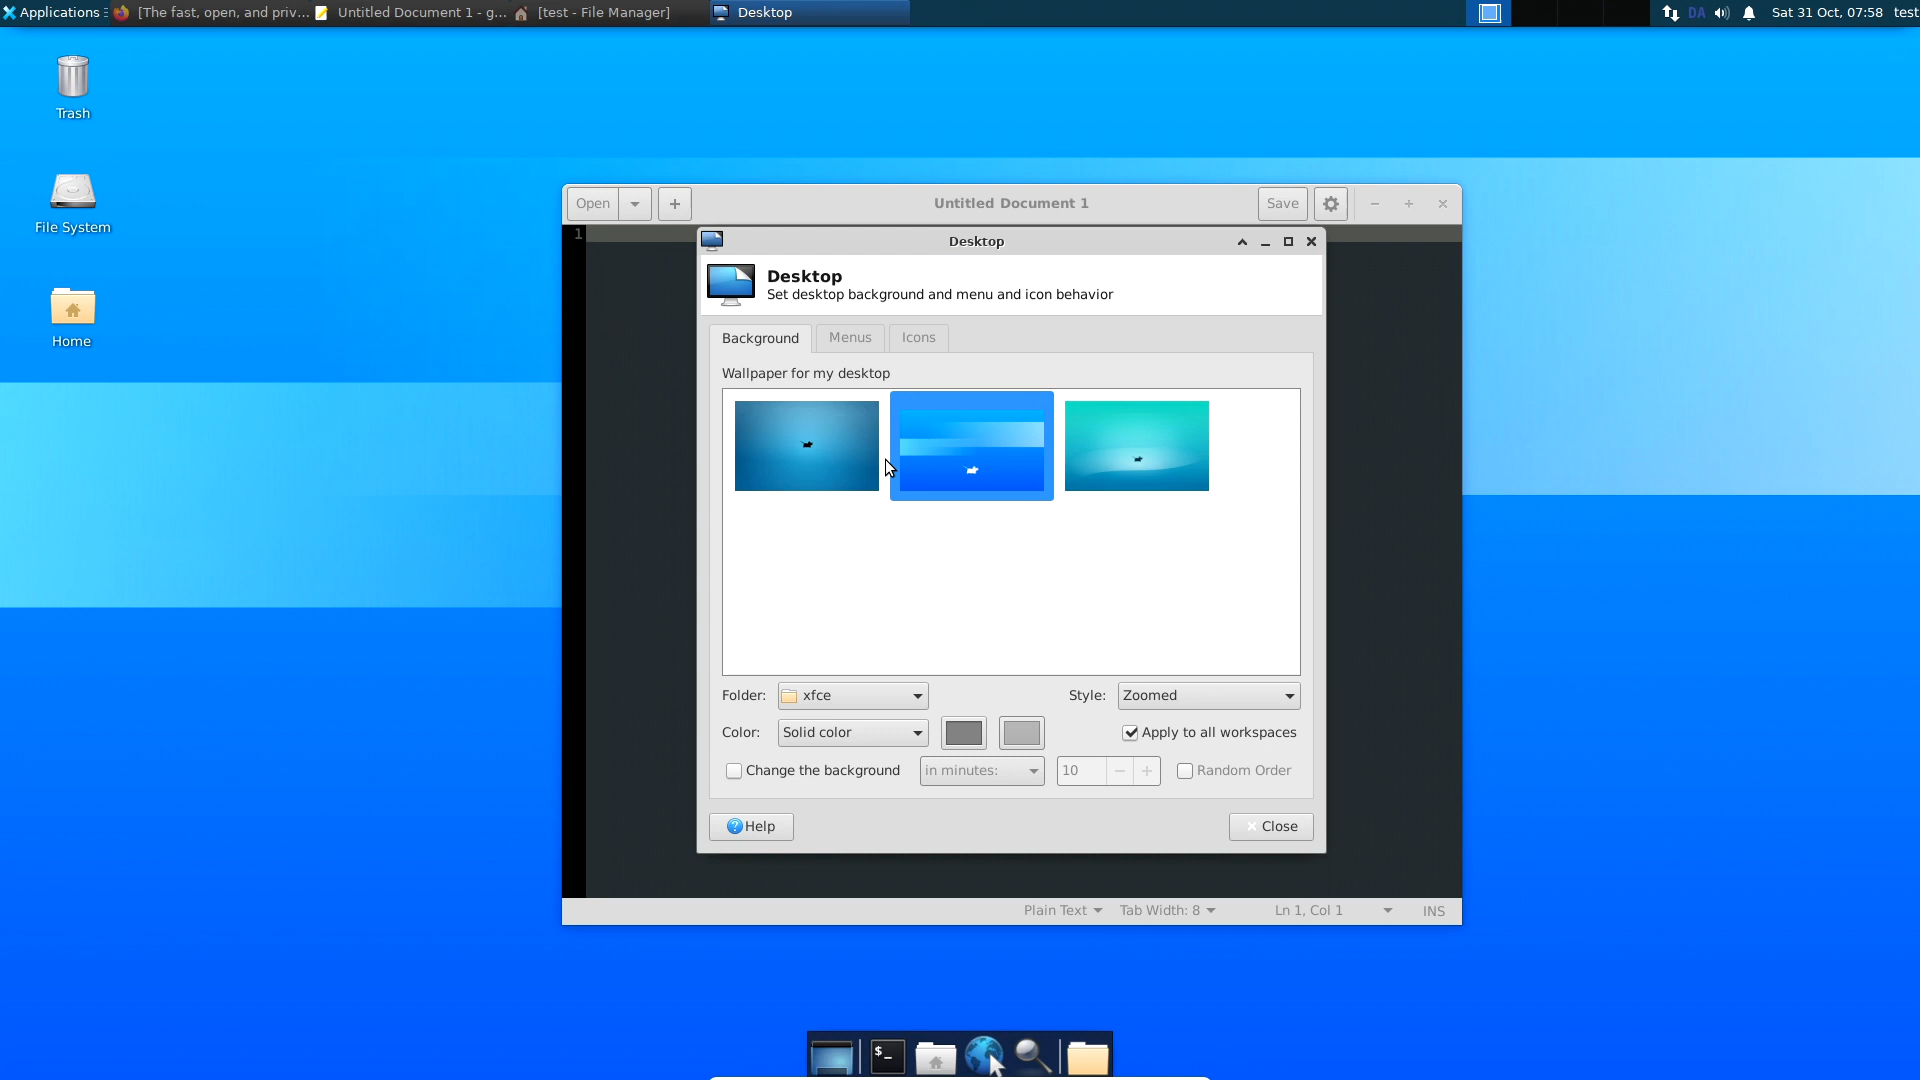 Applications
[The fast, open, and priv...
Untitled Document 1 - g...
[test - File Manager]
Desktop
DA
Sat 31 Oct, 07:58
test
Trash
File System
Home
Open
+
Untitled Document 1
Save
1
Desktop
Desktop
Set desktop background and menu and icon behavior
Background
Menus
Icons
Wallpaper for my desktop
Folder:
xfce
Style:
Zoomed
Color:
Solid color
Apply to all workspaces
Change the background
in minutes:
10
Random Order
Help
Close
Plain Text
Tab Width: 8
Ln 1, Col 1
INS
$_